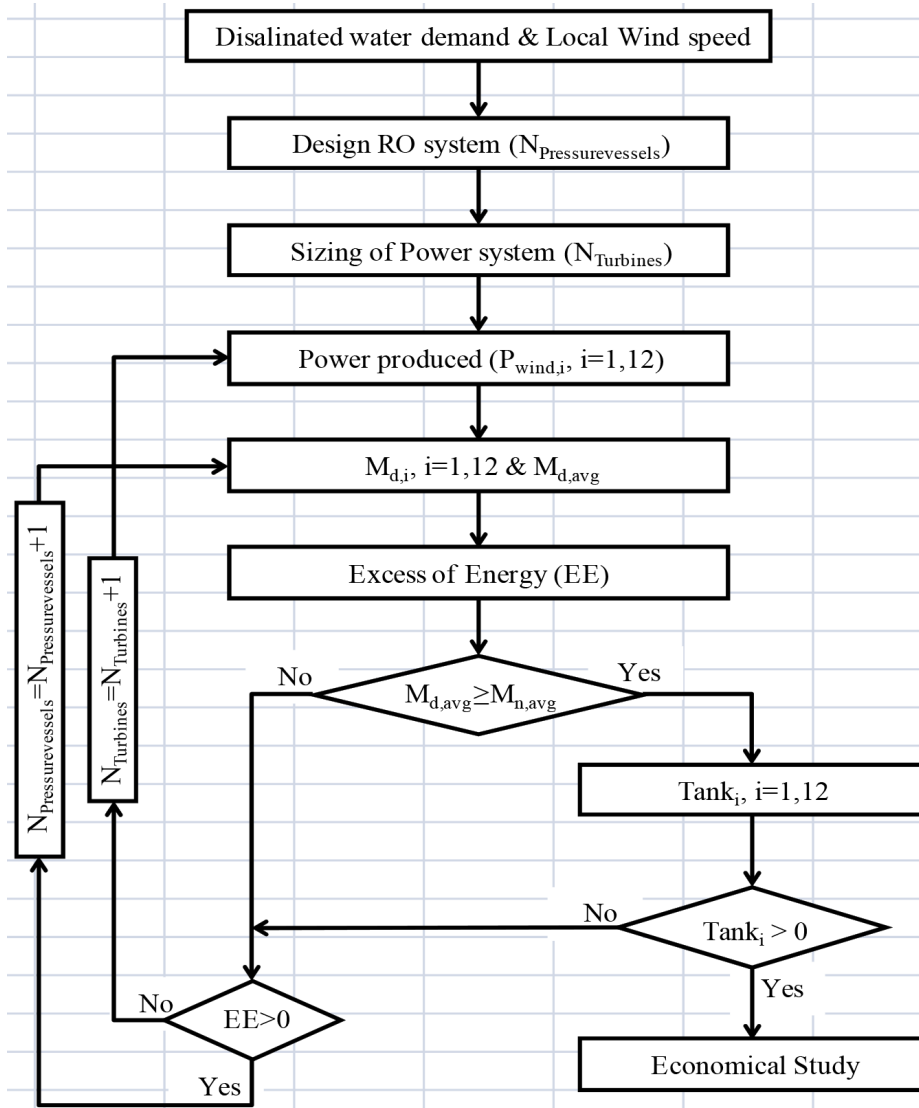 Disalinated water demand & Local Wind speed
Design RO system (N_Pressurevessels)
Sizing of Power system (N_Turbines)
Power produced (P_wind,i, i=1,12)
M_d,i, i=1,12 & M_d,avg
Excess of Energy (EE)
N_Pressurevessels=N_Pressurevessels+1
N_Turbines=N_Turbines+1
No
M_d,avg≥M_n,avg
Yes
Tank_i, i=1,12
No
Tank_i > 0
Yes
No
EE>0
Yes
Economical Study